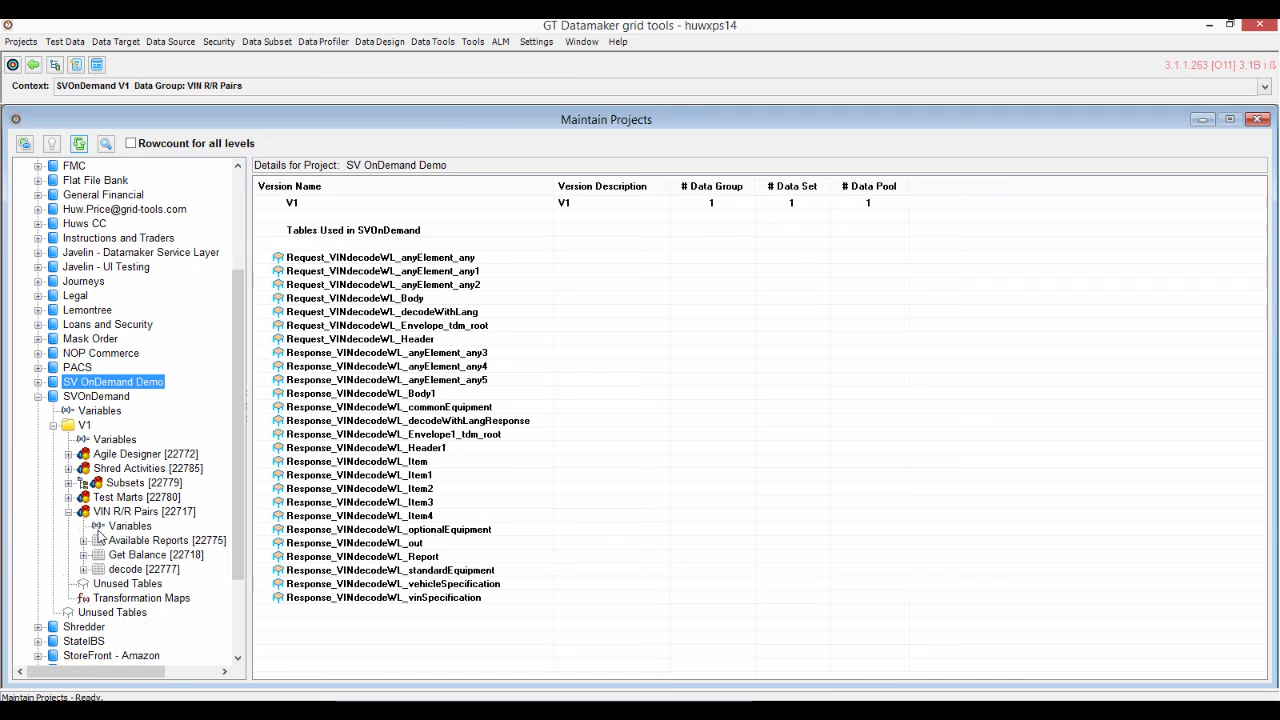 GT Datamaker grid tools - huwxps14
Projects Test Data Data Target Data Source Security Data Subset Data Profiler Data Design Data Tools Tools ALM Settings Window Help
3.1.1.263 [O11] 3.1B i ß
Context: SVOnDemand V1 Data Group: VIN R/R Pairs
Maintain Projects
Rowcount for all levels
FMC
Flat File Bank
General Financial
Huw.Price@grid-tools.com
Huws CC
Instructions and Traders
Javelin - Datamaker Service Layer
Javelin - UI Testing
Journeys
Legal
Lemontree
Loans and Security
Mask Order
NOP Commerce
PACS
SV OnDemand Demo
SVOnDemand
Variables
V1
Variables
Agile Designer [22772]
Shred Activities [22785]
Subsets [22779]
Test Marts [22780]
VIN R/R Pairs [22717]
Variables
Available Reports [22775]
Get Balance [22718]
decode [22777]
Unused Tables
Transformation Maps
Unused Tables
Shredder
StateIBS
StoreFront - Amazon
Details for Project: SV OnDemand Demo
Version Name Version Description # Data Group # Data Set # Data Pool
V1 V1 1 1 1
Tables Used in SVOnDemand
Request_VINdecodeWL_anyElement_any
Request_VINdecodeWL_anyElement_any1
Request_VINdecodeWL_anyElement_any2
Request_VINdecodeWL_Body
Request_VINdecodeWL_decodeWithLang
Request_VINdecodeWL_Envelope_tdm_root
Request_VINdecodeWL_Header
Response_VINdecodeWL_anyElement_any3
Response_VINdecodeWL_anyElement_any4
Response_VINdecodeWL_anyElement_any5
Response_VINdecodeWL_Body1
Response_VINdecodeWL_commonEquipment
Response_VINdecodeWL_decodeWithLangResponse
Response_VINdecodeWL_Envelope1_tdm_root
Response_VINdecodeWL_Header1
Response_VINdecodeWL_Item
Response_VINdecodeWL_Item1
Response_VINdecodeWL_Item2
Response_VINdecodeWL_Item3
Response_VINdecodeWL_Item4
Response_VINdecodeWL_optionalEquipment
Response_VINdecodeWL_out
Response_VINdecodeWL_Report
Response_VINdecodeWL_standardEquipment
Response_VINdecodeWL_vehicleSpecification
Response_VINdecodeWL_vinSpecification
Maintain Projects - Ready.